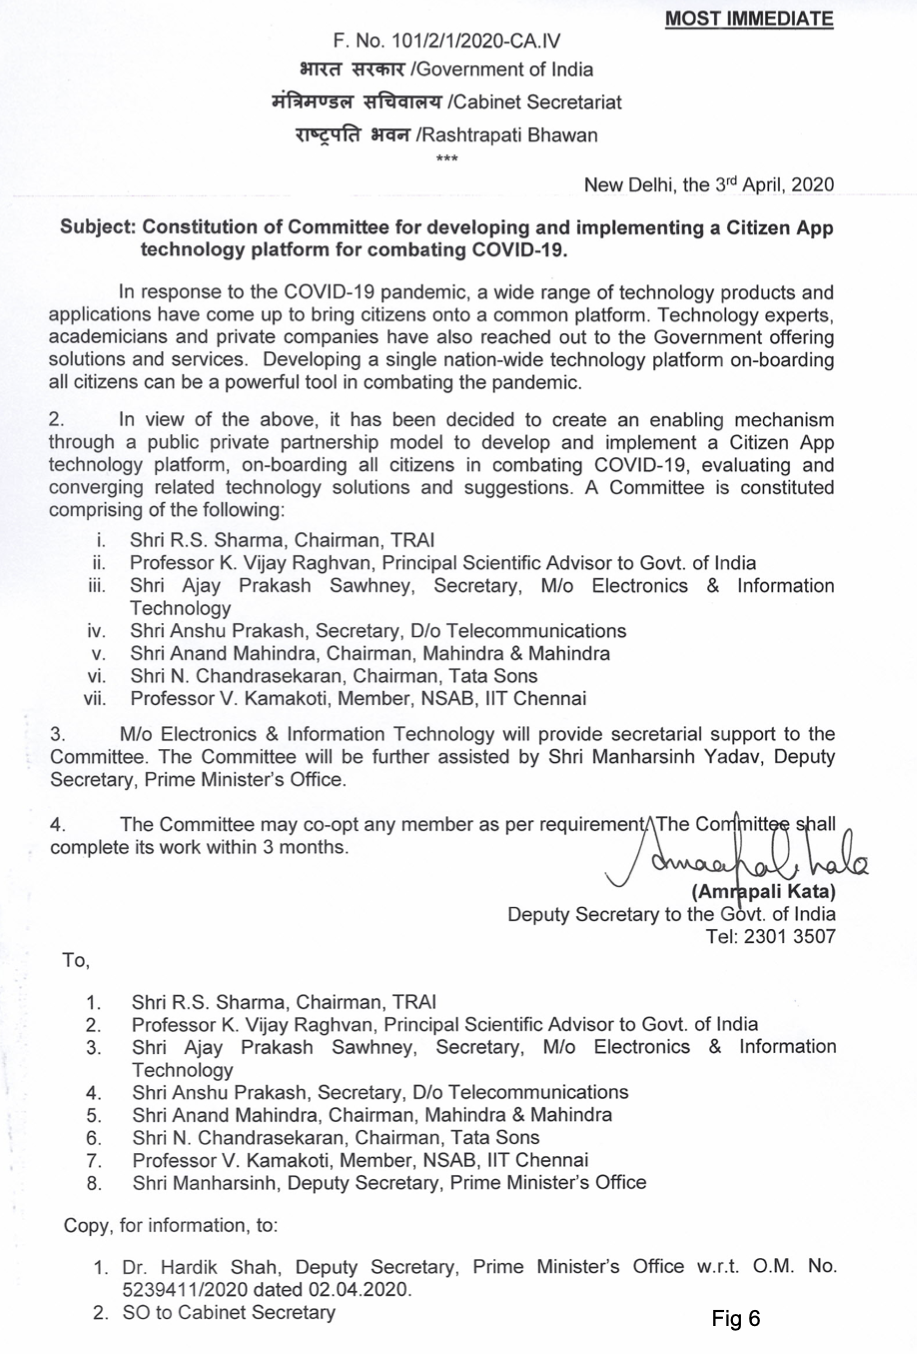 MOST IMMEDIATE
F. No. 101/2/1/2020-CA.IV
भारत सरकार /Government of India
मंत्रिमण्डल सचिवालय /Cabinet Secretariat
राष्ट्रपति भवन /Rashtrapati Bhawan
***
New Delhi, the 3rd April, 2020
Subject: Constitution of Committee for developing and implementing a Citizen App
technology platform for combating COVID-19.
In response to the COVID-19 pandemic, a wide range of technology products and
applications have come up to bring citizens onto a common platform. Technology experts,
academicians and private companies have also reached out to the Government offering
solutions and services. Developing a single nation-wide technology platform on-boarding
all citizens can be a powerful tool in combating the pandemic.
2. In view of the above, it has been decided to create an enabling mechanism
through a public private partnership model to develop and implement a Citizen App
technology platform, on-boarding all citizens in combating COVID-19, evaluating and
converging related technology solutions and suggestions. A Committee is constituted
comprising of the following:
i. Shri R.S. Sharma, Chairman, TRAI
ii. Professor K. Vijay Raghvan, Principal Scientific Advisor to Govt. of India
iii. Shri Ajay Prakash Sawhney, Secretary, M/o Electronics & Information
Technology
iv. Shri Anshu Prakash, Secretary, D/o Telecommunications
v. Shri Anand Mahindra, Chairman, Mahindra & Mahindra
vi. Shri N. Chandrasekaran, Chairman, Tata Sons
vii. Professor V. Kamakoti, Member, NSAB, IIT Chennai
3. M/o Electronics & Information Technology will provide secretarial support to the
Committee. The Committee will be further assisted by Shri Manharsinh Yadav, Deputy
Secretary, Prime Minister's Office.
4. The Committee may co-opt any member as per requirement. The Committee shall
complete its work within 3 months.
(Amrapali Kata)
Deputy Secretary to the Govt. of India
Tel: 2301 3507
To,
1. Shri R.S. Sharma, Chairman, TRAI
2. Professor K. Vijay Raghvan, Principal Scientific Advisor to Govt. of India
3. Shri Ajay Prakash Sawhney, Secretary, M/o Electronics & Information
Technology
4. Shri Anshu Prakash, Secretary, D/o Telecommunications
5. Shri Anand Mahindra, Chairman, Mahindra & Mahindra
6. Shri N. Chandrasekaran, Chairman, Tata Sons
7. Professor V. Kamakoti, Member, NSAB, IIT Chennai
8. Shri Manharsinh, Deputy Secretary, Prime Minister's Office
Copy, for information, to:
1. Dr. Hardik Shah, Deputy Secretary, Prime Minister's Office w.r.t. O.M. No.
5239411/2020 dated 02.04.2020.
2. SO to Cabinet Secretary
Fig 6